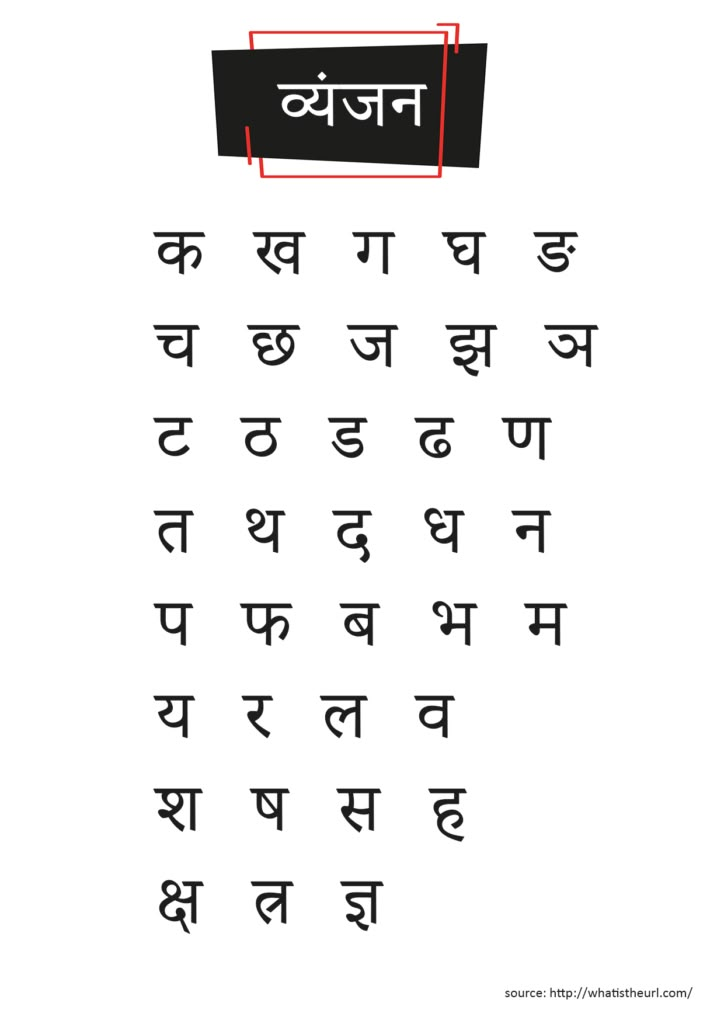 व्यंजन
क ख ग घ ङ
च छ ज झ ञ
ट ठ ड ढ ण
त थ द ध न
प फ ब भ म
य र ल व
श ष स ह
क्ष त्र ज्ञ
source: http://whatistheurl.com/